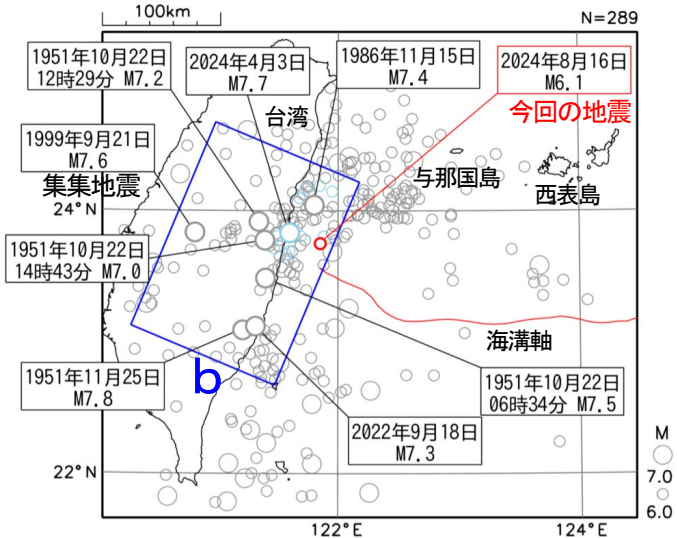 100km
N=289
1951年10月22日
12時29分 M7.2
2024年4月3日
M7.7
1986年11月15日
M7.4
2024年8月16日
M6.1
今回の地震
台湾
1999年9月21日
M7.6
集集地震
与那国島
西表島
24°N
1951年10月22日
14時43分 M7.0
海溝軸
1951年11月25日
M7.8
b
1951年10月22日
06時34分 M7.5
2022年9月18日
M7.3
22°N
M
7.0
6.0
122°E
124°E